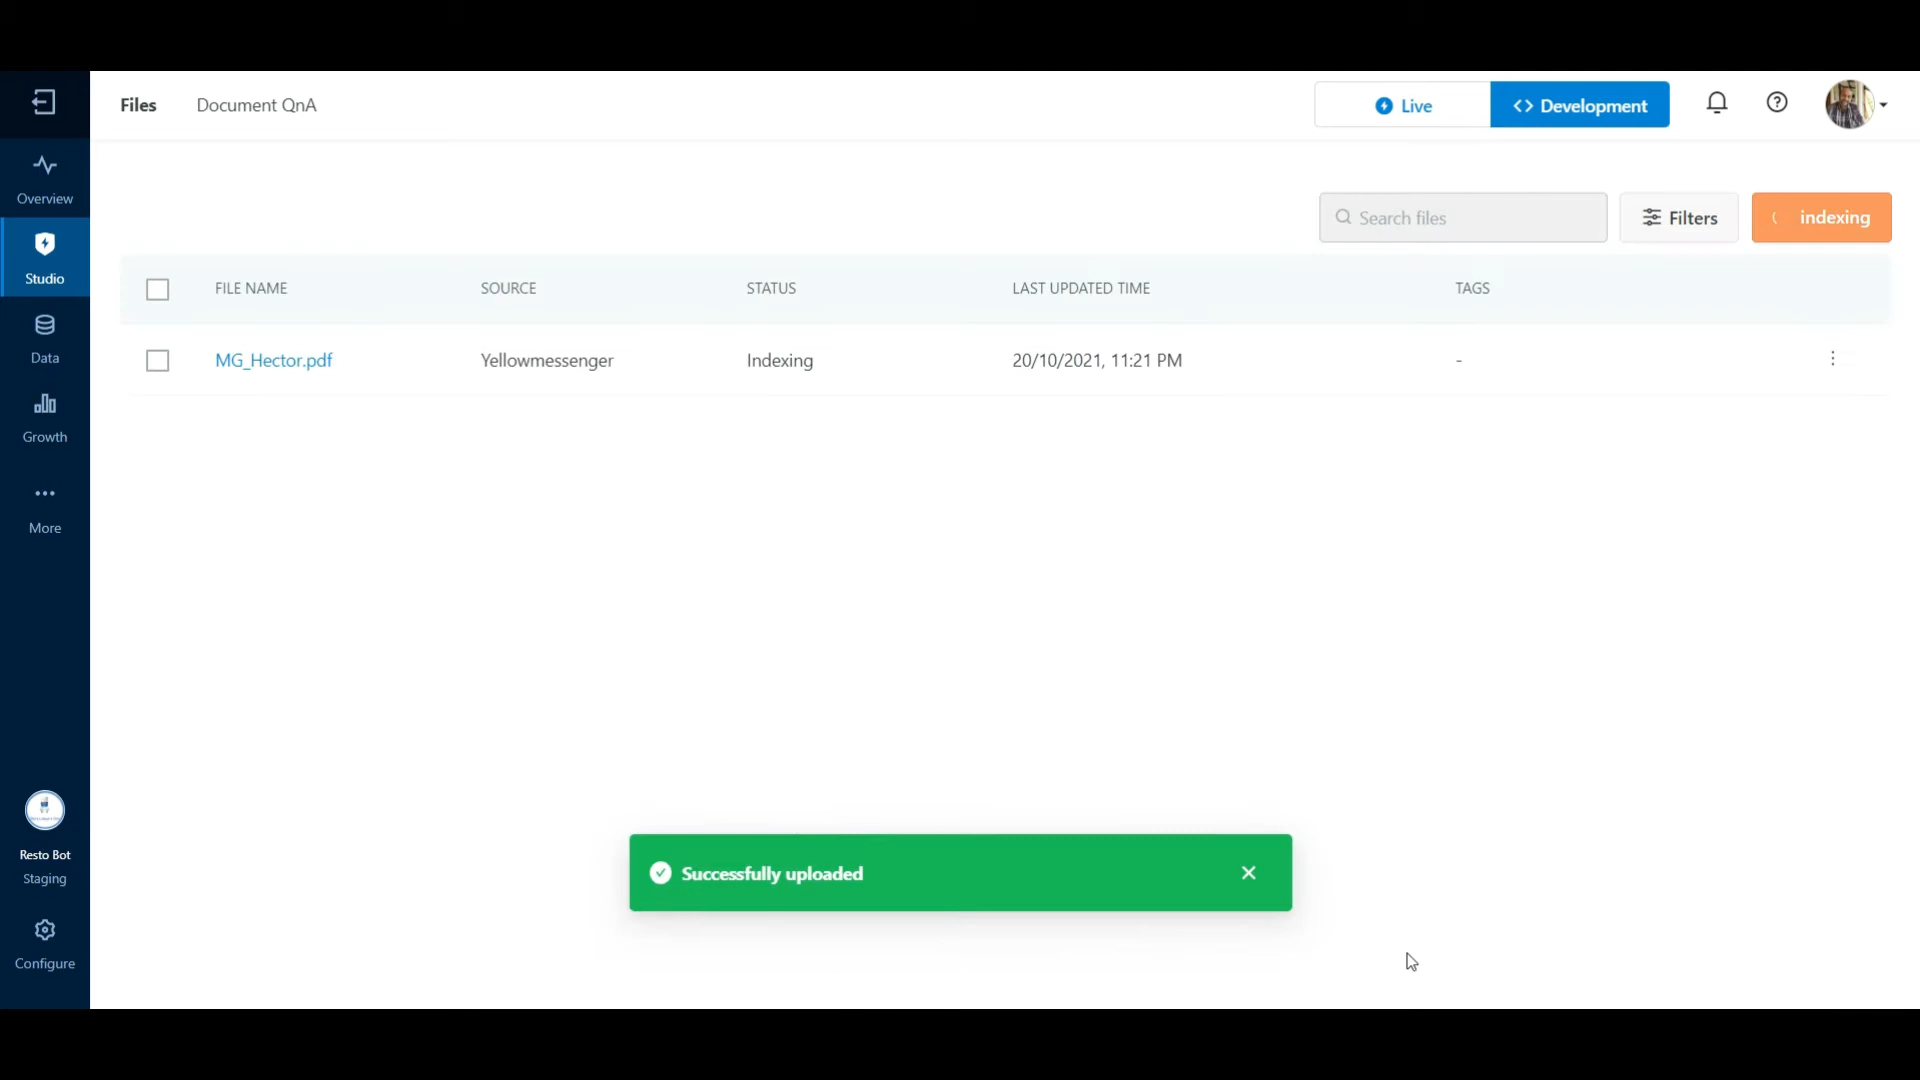 Files
Document QnA
Live
<> Development
Overview
Studio
Data
Growth
More
Resto Bot
Staging
Configure
Search files
Filters
indexing
FILE NAME
SOURCE
STATUS
LAST UPDATED TIME
TAGS
MG_Hector.pdf
Yellowmessenger
Indexing
20/10/2021, 11:21 PM
-
Successfully uploaded